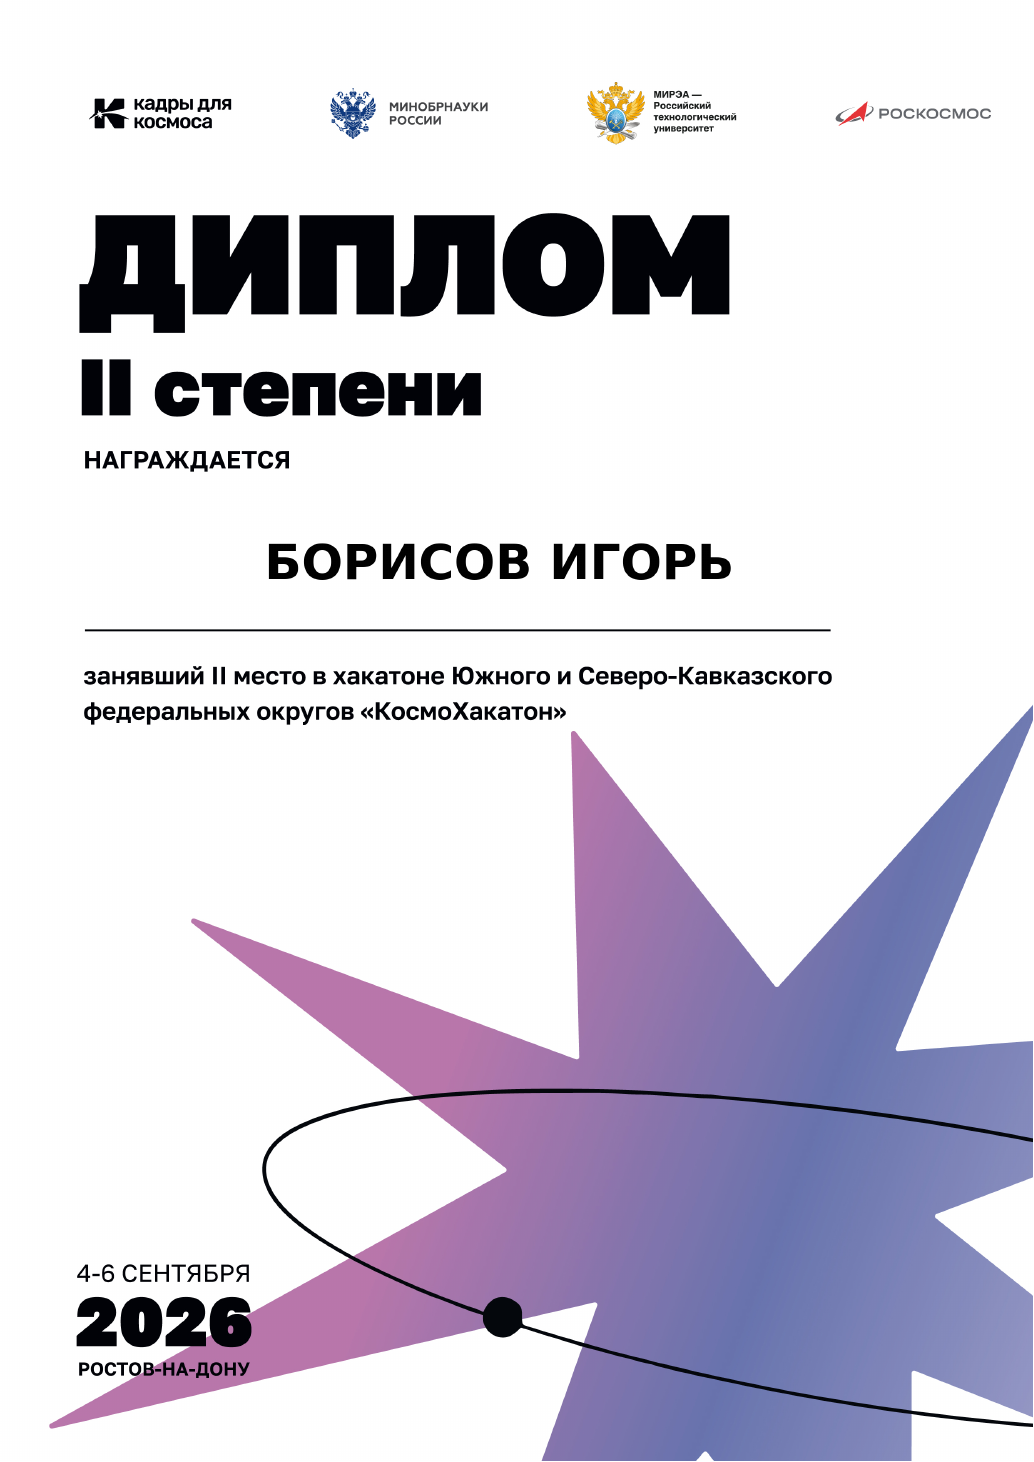 кадры для
космоса
МИНОБРНАУКИ
РОССИИ
МИРЭА —
Российский
технологический
университет
РОСКОСМОС
ДИПЛОМ
II степени
НАГРАЖДАЕТСЯ
БОРИСОВ ИГОРЬ
занявший II место в хакатоне Южного и Северо-Кавказского
федеральных округов «КосмоХакатон»
4-6 СЕНТЯБРЯ
2026
РОСТОВ-НА-ДОНУ